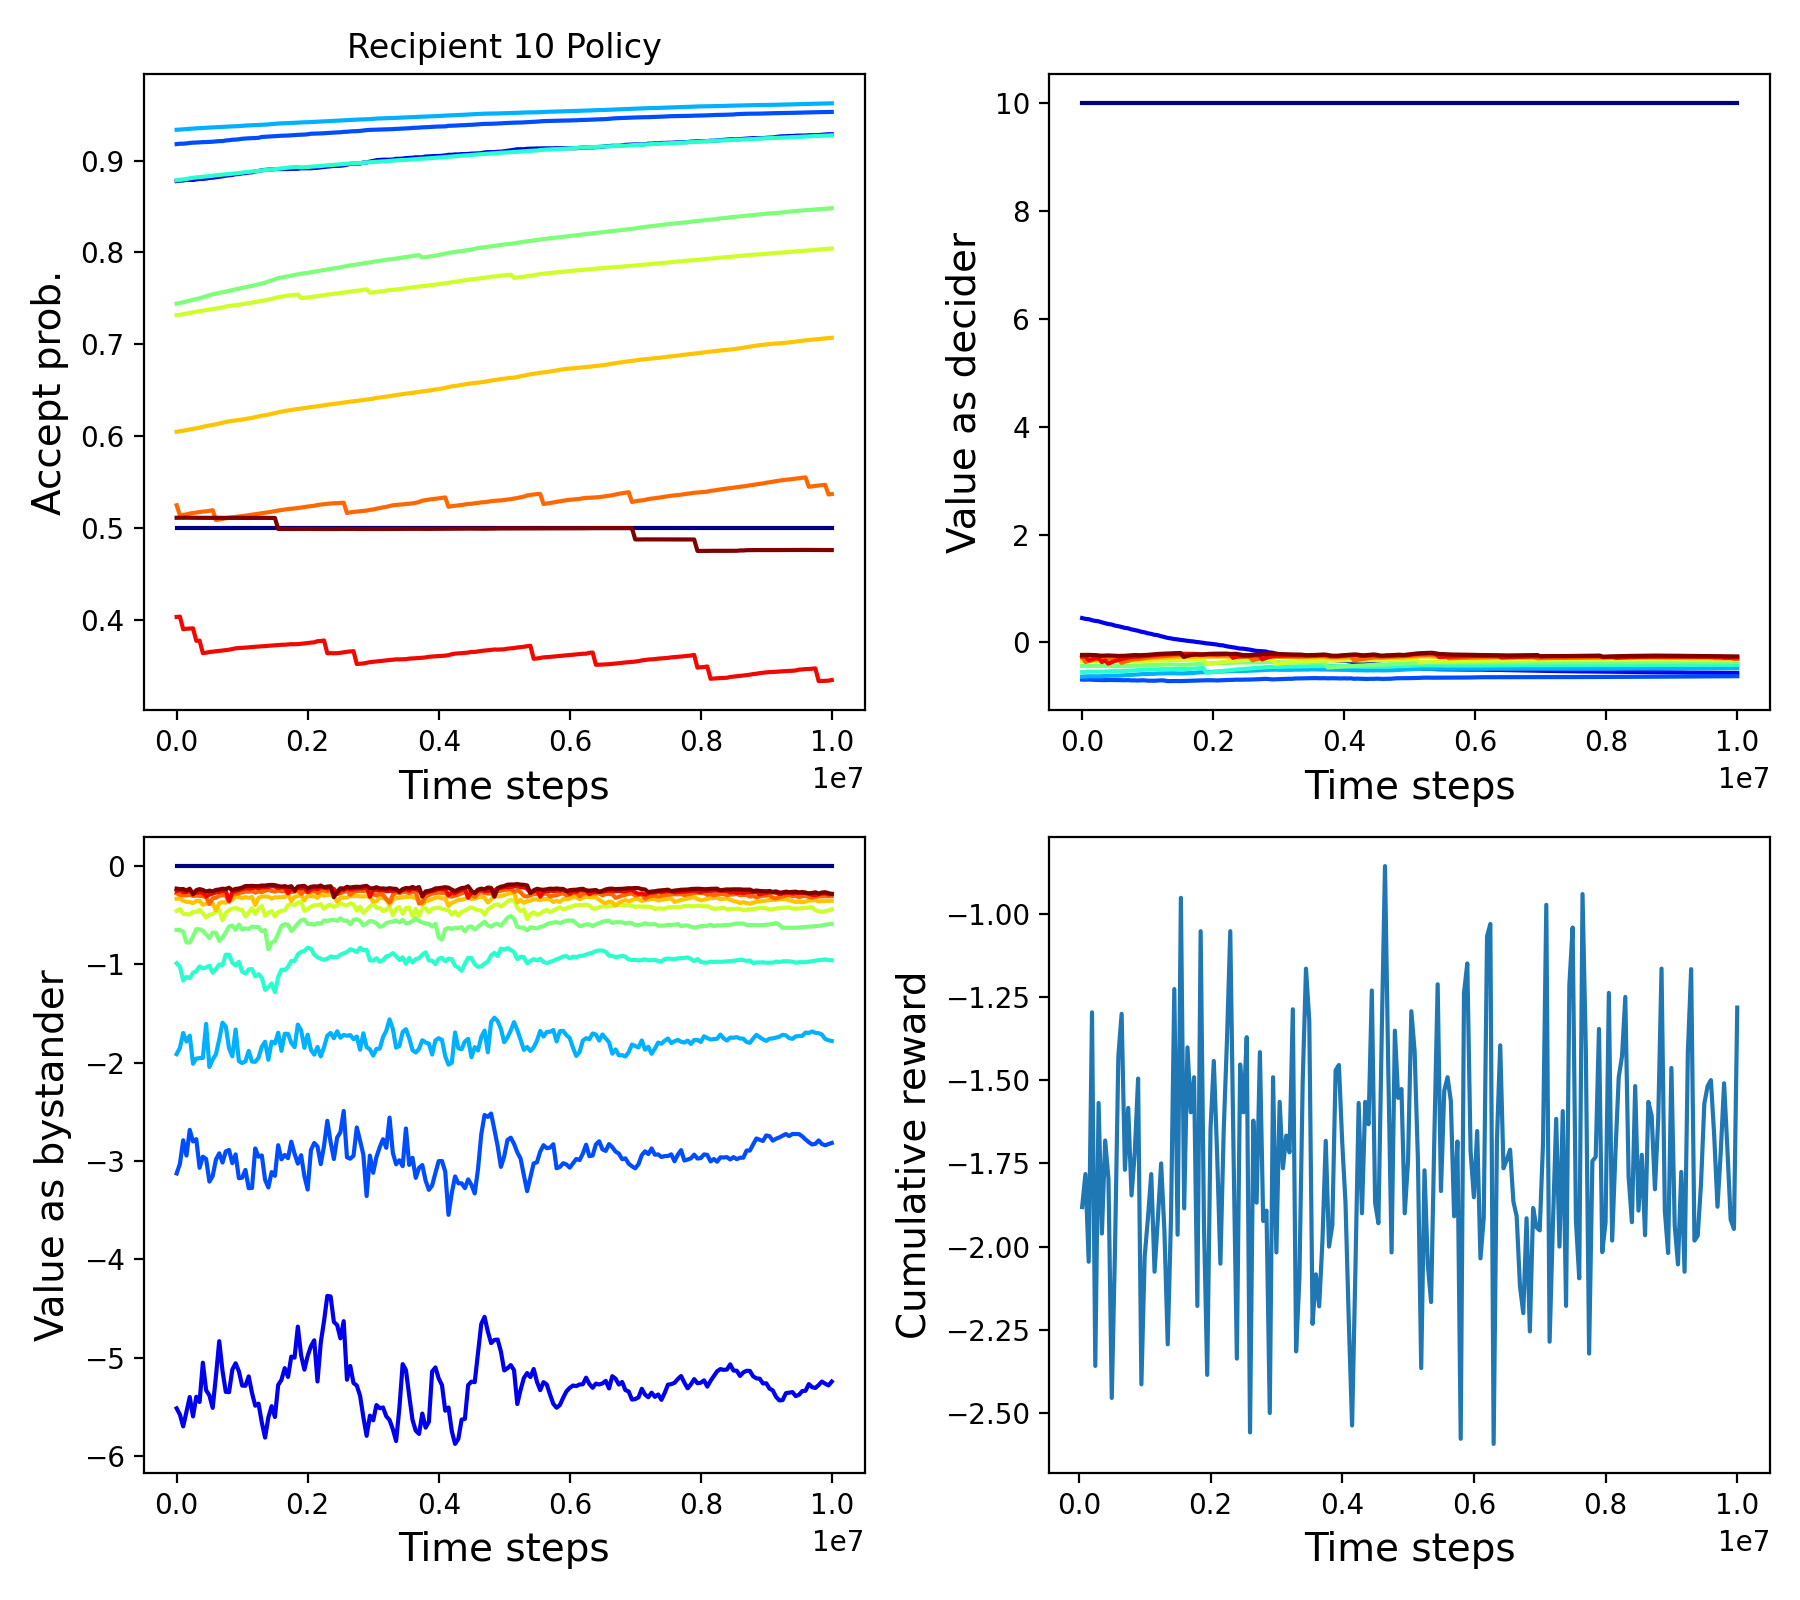 Recipient 10 Policy
Accept prob.
0.9
0.8
0.7
0.6
0.5
0.4
0.0 0.2 0.4 0.6 0.8 1.0
1e7
Time steps
Value as decider
10
8
6
4
2
0
0.0 0.2 0.4 0.6 0.8 1.0
1e7
Time steps
Value as bystander
0
−1
−2
−3
−4
−5
−6
0.0 0.2 0.4 0.6 0.8 1.0
1e7
Time steps
Cumulative reward
−1.00
−1.25
−1.50
−1.75
−2.00
−2.25
−2.50
0.0 0.2 0.4 0.6 0.8 1.0
1e7
Time steps